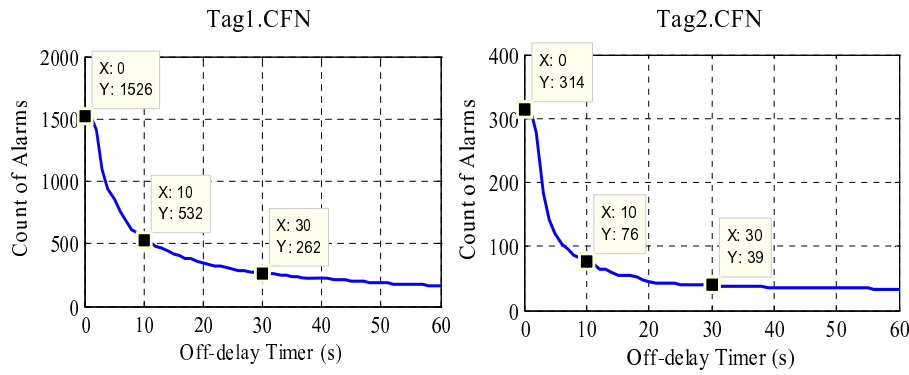 Tag1.CFN
2000
1500
1000
500
0
X: 0
Y: 1526
X: 10
Y: 532
X: 30
Y: 262
0 10 20 30 40 50 60
Off-delay Timer (s)
Count of Alarms
Tag2.CFN
400
300
200
100
0
X: 0
Y: 314
X: 10
Y: 76
X: 30
Y: 39
0 10 20 30 40 50 60
Off-delay Timer (s)
Count of Alarms